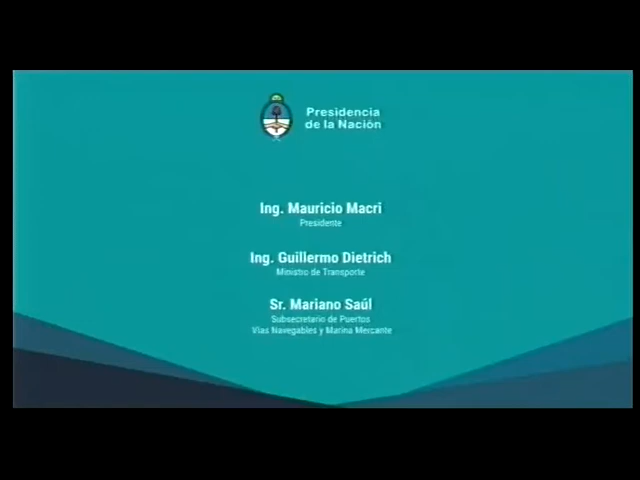 Presidencia
de la Nación
Ing. Mauricio Macri
Presidente
Ing. Guillermo Dietrich
Ministro de Transporte
Sr. Mariano Saúl
Subsecretario de Puertos
Vías Navegables y Marina Mercante